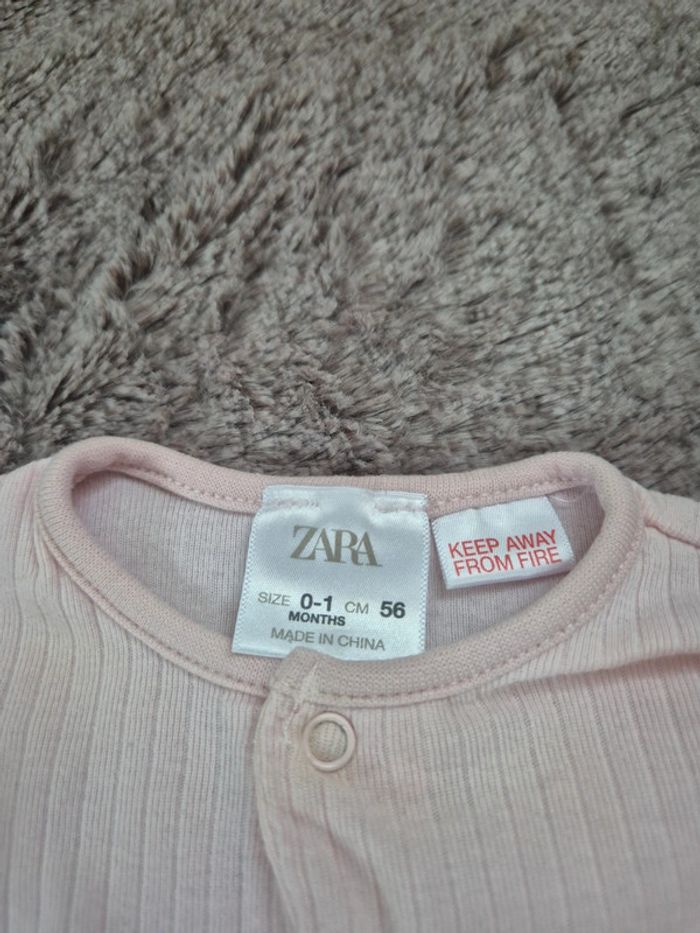 ZARA
SIZE 0-1 CM 56
MONTHS
MADE IN CHINA
KEEP AWAY
FROM FIRE